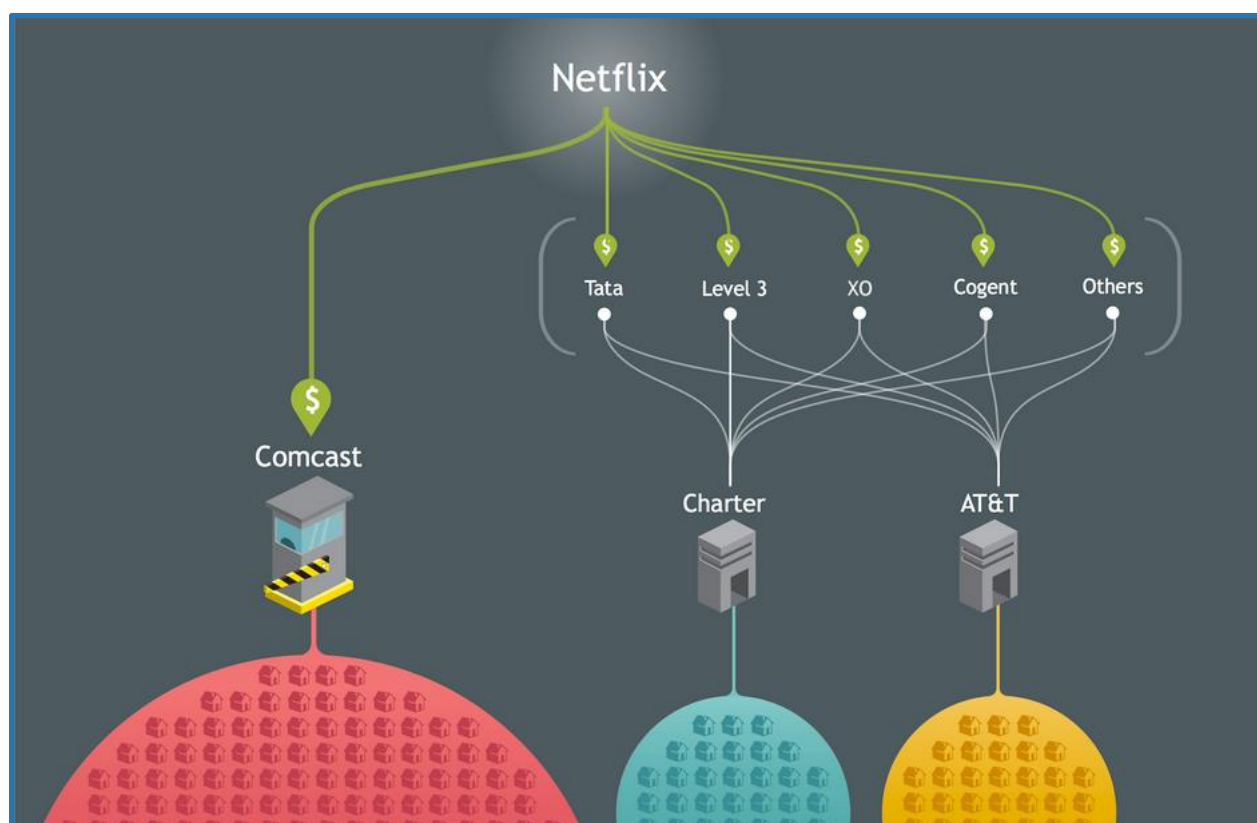 Netflix
$ $ $ $ $
Tata Level 3 XO Cogent Others
$
Comcast
Charter AT&T